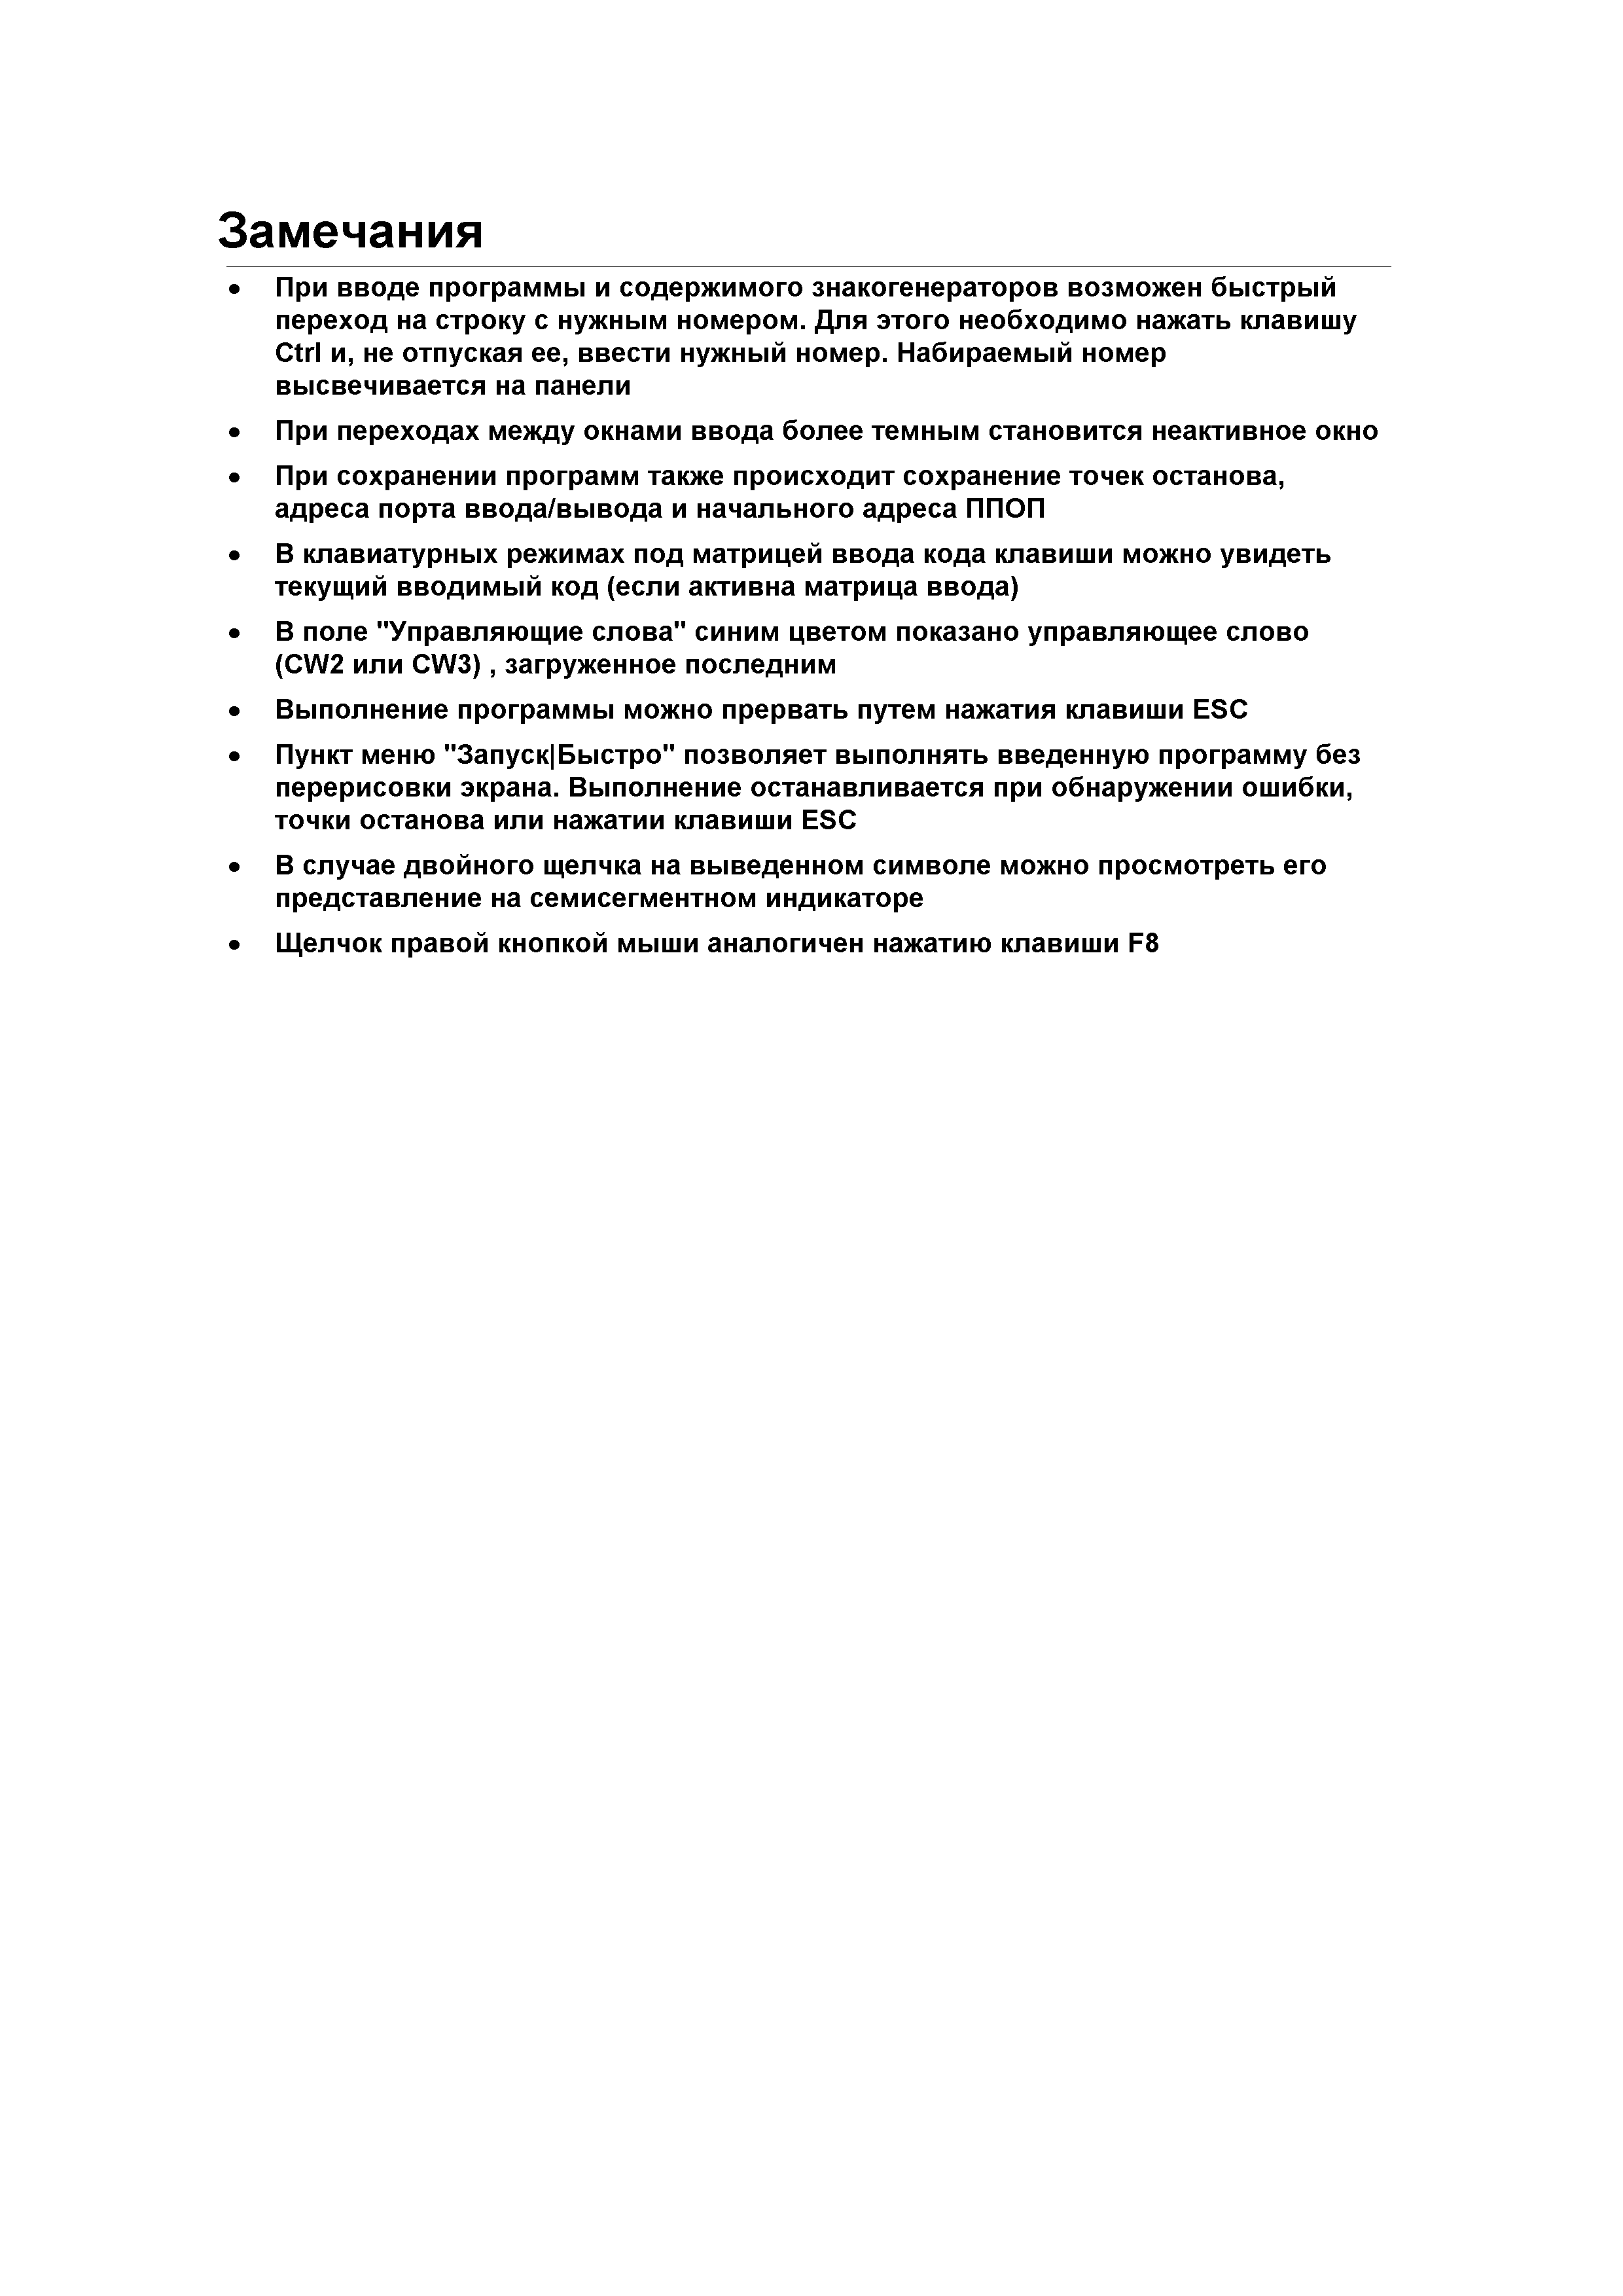 Замечания
• При вводе программы и содержимого знакогенераторов возможен быстрый
переход на строку с нужным номером. Для этого необходимо нажать клавишу
Ctrl и, не отпуская ее, ввести нужный номер. Набираемый номер
высвечивается на панели
• При переходах между окнами ввода более темным становится неактивное окно
• При сохранении программ также происходит сохранение точек останова,
адреса порта ввода/вывода и начального адреса ППОП
• В клавиатурных режимах под матрицей ввода кода клавиши можно увидеть
текущий вводимый код (если активна матрица ввода)
• В поле "Управляющие слова" синим цветом показано управляющее слово
(CW2 или CW3) , загруженное последним
• Выполнение программы можно прервать путем нажатия клавиши ESC
• Пункт меню "Запуск|Быстро" позволяет выполнять введенную программу без
перерисовки экрана. Выполнение останавливается при обнаружении ошибки,
точки останова или нажатии клавиши ESC
• В случае двойного щелчка на выведенном символе можно просмотреть его
представление на семисегментном индикаторе
• Щелчок правой кнопкой мыши аналогичен нажатию клавиши F8